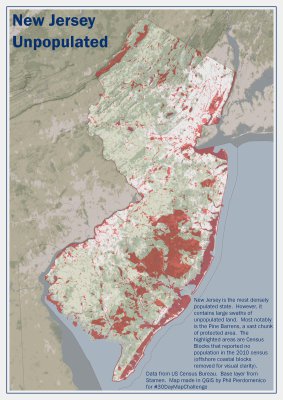 New Jersey
Unpopulated
New Jersey is the most densely
populated state. However, it
contains large swaths of
unpopulated land. Most notably
is the Pine Barrens, a vast chunk
of protected area. The
highlighted areas are Census
Blocks that reported no
population in the 2010 census
(offshore coastal blocks
removed for visual clarity).
Data from US Census Bureau. Base layer from
Stamen. Map made in QGIS by Phil Perdomenico
for #30DayMapChallenge